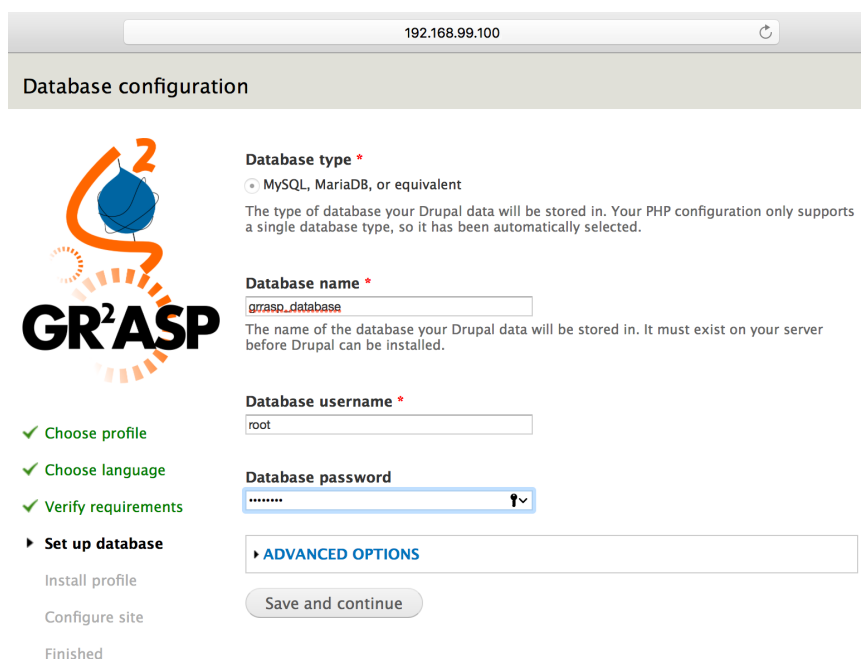 192.168.99.100
Database configuration
GR2ASP
2
Choose profile
Choose language
Verify requirements
Set up database
Install profile
Configure site
Finished
Database type *
MySQL, MariaDB, or equivalent
The type of database your Drupal data will be stored in. Your PHP configuration only supports
a single database type, so it has been automatically selected.
Database name *
grrasp_database
The name of the database your Drupal data will be stored in. It must exist on your server
before Drupal can be installed.
Database username *
root
Database password
••••••••
ADVANCED OPTIONS
Save and continue